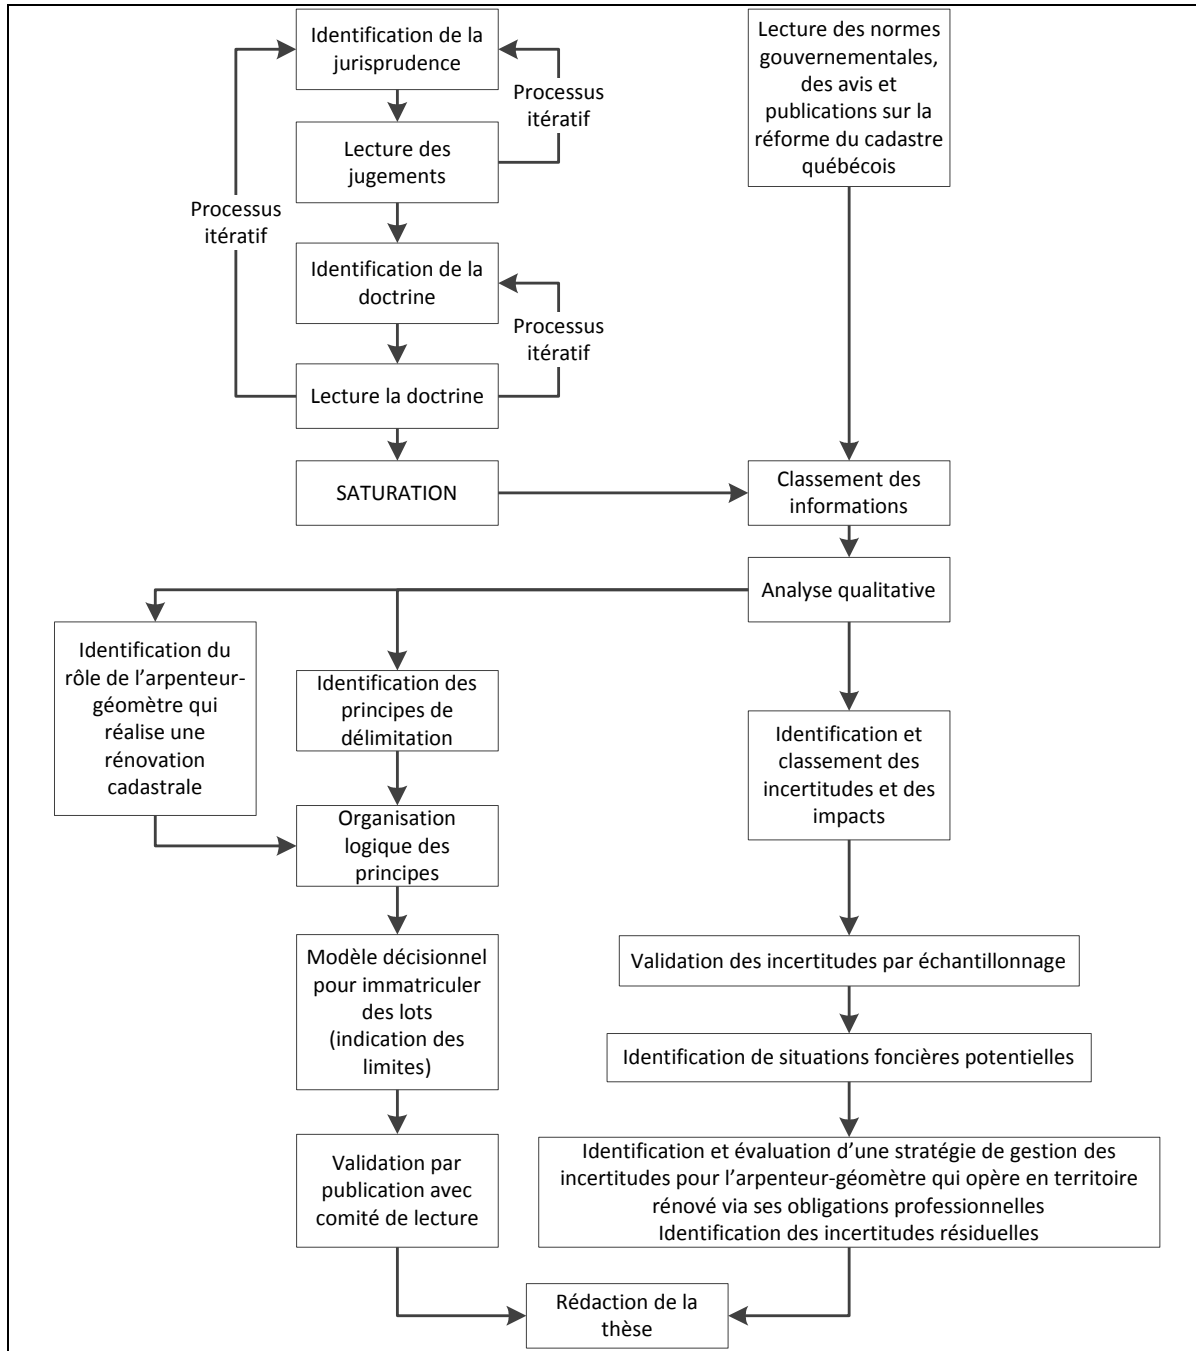 Identification de la
jurisprudence
Processus
itératif
Lecture des
jugements
Processus
itératif
Identification de la
doctrine
Processus
itératif
Lecture la doctrine
SATURATION
Lecture des normes
gouvernementales,
des avis et
publications sur la
réforme du cadastre
québécois
Classement des
informations
Analyse qualitative
Identification du
rôle de l’arpenteur-
géomètre qui
réalise une
rénovation
cadastrale
Identification des
principes de
délimitation
Organisation
logique des
principes
Modèle décisionnel
pour immatriculer
des lots
(indication des
limites)
Validation par
publication avec
comité de lecture
Identification et
classement des
incertitudes et des
impacts
Validation des incertitudes par échantillonnage
Identification de situations foncières potentielles
Identification et évaluation d’une stratégie de gestion des
incertitudes pour l’arpenteur-géomètre qui opère en territoire
rénové via ses obligations professionnelles
Identification des incertitudes résiduelles
Rédaction de la
thèse